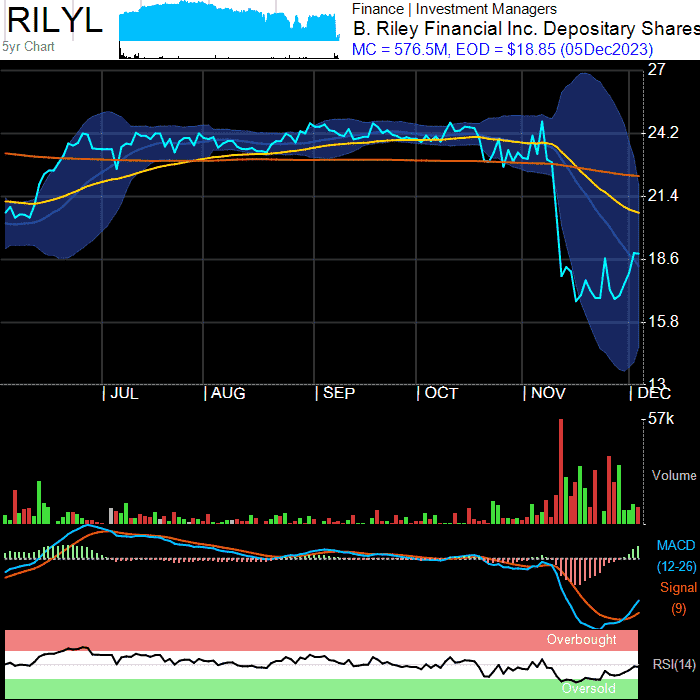 RILYL
5yr Chart
Finance | Investment Managers
B. Riley Financial Inc. Depositary Shares
MC = 576.5M, EOD = $18.85 (05Dec2023)
27
24.2
21.4
18.6
15.8
13
JUL AUG SEP OCT NOV DEC
57k
Volume
MACD
(12-26)
Signal
(9)
Overbought
RSI(14)
Oversold